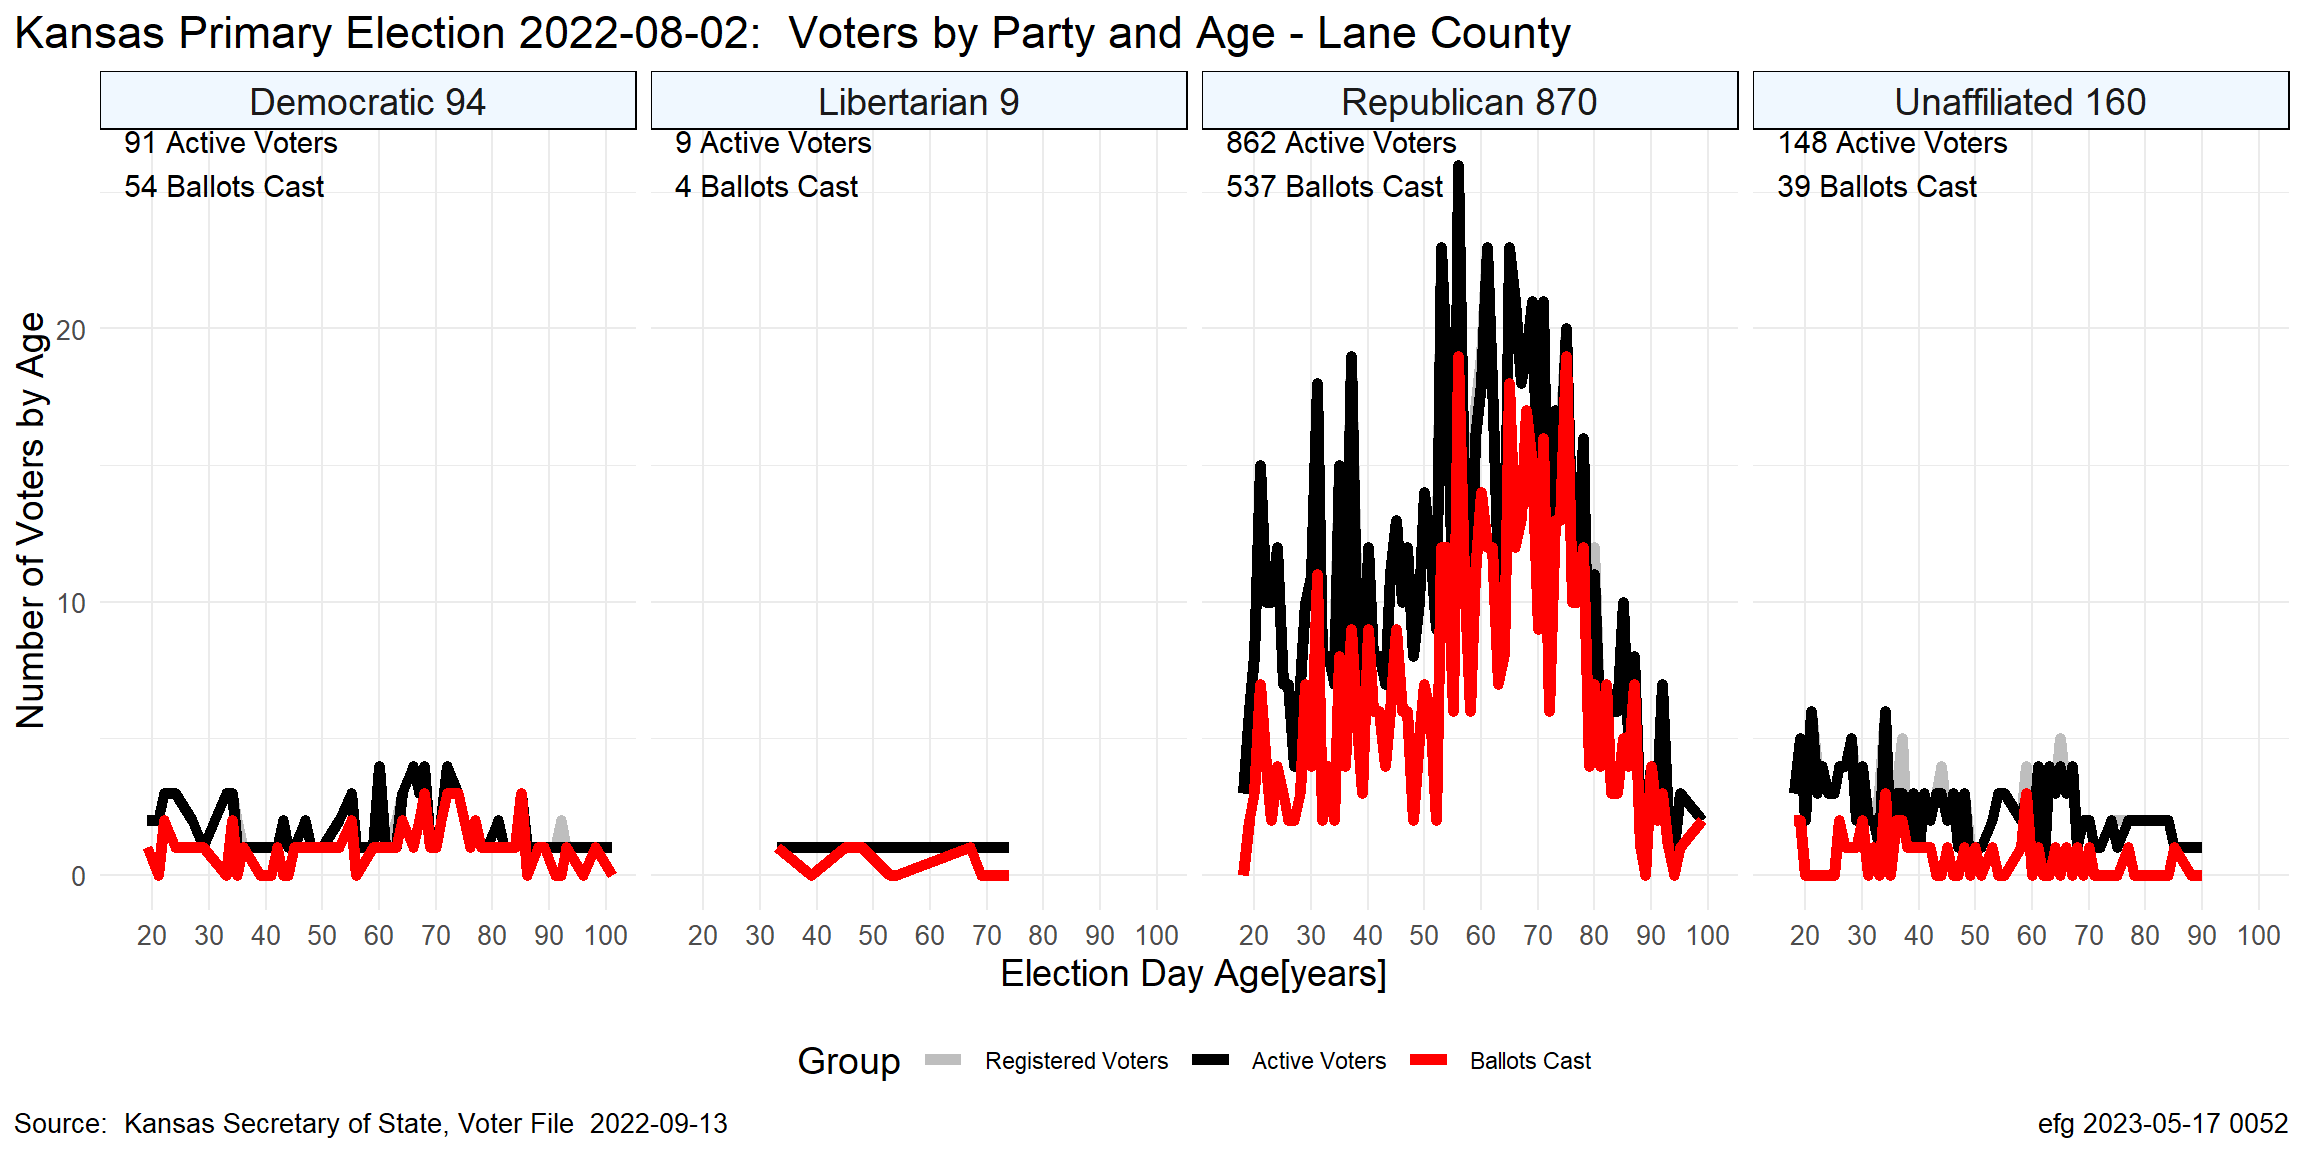 Kansas Primary Election 2022-08-02:  Voters by Party and Age - Lane County
Democratic 94
Libertarian 9
Republican 870
Unaffiliated 160
91 Active Voters
54 Ballots Cast
9 Active Voters
4 Ballots Cast
862 Active Voters
537 Ballots Cast
148 Active Voters
39 Ballots Cast
Number of Voters by Age
20
10
0
20 30 40 50 60 70 80 90 100
20 30 40 50 60 70 80 90 100
20 30 40 50 60 70 80 90 100
20 30 40 50 60 70 80 90 100
Election Day Age[years]
Group Registered Voters Active Voters Ballots Cast
Source:  Kansas Secretary of State, Voter File  2022-09-13
efg 2023-05-17 0052